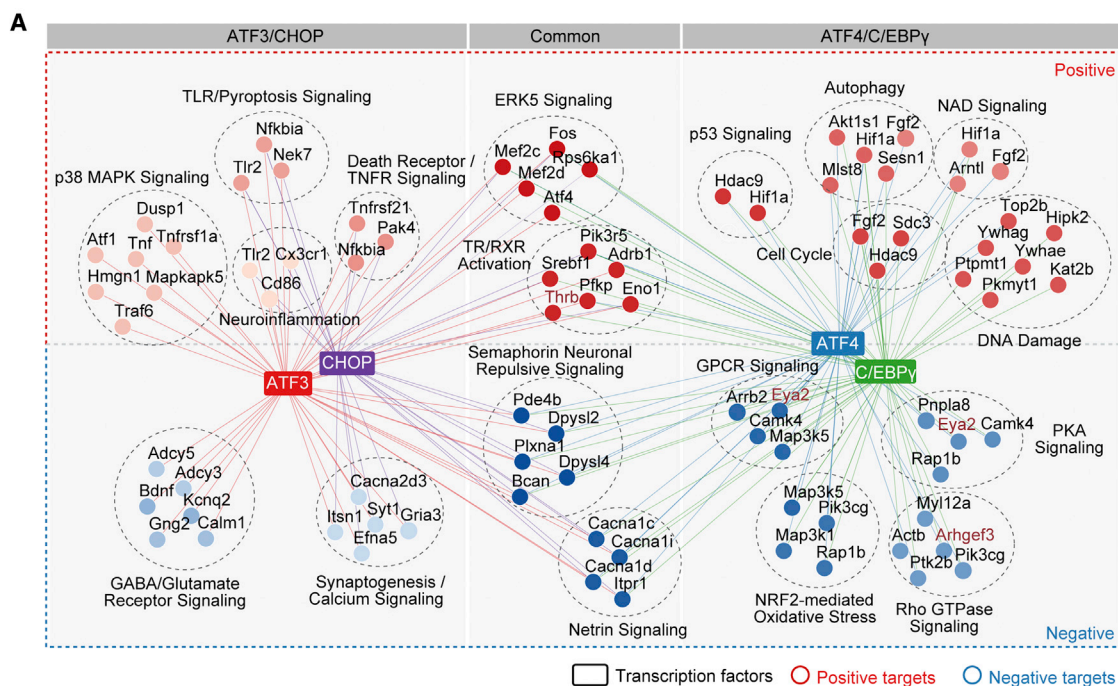 A
ATF3/CHOP
Common
ATF4/C/EBPγ
Positive
TLR/Pyroptosis Signaling
Nfkbia
Nek7
Tlr2
p38 MAPK Signaling
Dusp1
Atf1
Tnf
Tnfrsf1a
Hmgn1
Mapkapk5
Traf6
Death Receptor /
TNFR Signaling
Tnfrsf21
Pak4
Nfkbia
Tlr2
Cx3cr1
Cd86
Neuroinflammation
ERK5 Signaling
Fos
Mef2c
Rps6ka1
Mef2d
Atf4
TR/RXR
Activation
Pik3r5
Srebf1
Adrb1
Pfkp
Eno1
Thrb
p53 Signaling
Hdac9
Hif1a
Autophagy
Akt1s1
Fgf2
Hif1a
Sesn1
Mlst8
NAD Signaling
Hif1a
Fgf2
Arntl
Cell Cycle
Fgf2
Sdc3
Hdac9
Top2b
Hipk2
Ywhag
Ywhae
Ptpmt1
Kat2b
Pkmyt1
DNA Damage
ATF3
CHOP
ATF4
C/EBPγ
Adcy5
Adcy3
Bdnf
Kcnq2
Gng2
Calm1
GABA/Glutamate
Receptor Signaling
Cacna2d3
Itsn1
Syt1
Gria3
Efna5
Synaptogenesis /
Calcium Signaling
Semaphorin Neuronal
Repulsive Signaling
Pde4b
Dpysl2
Plxna1
Dpysl4
Bcan
Cacna1c
Cacna1i
Cacna1d
Itpr1
Netrin Signaling
GPCR Signaling
Arrb2
Eya2
Camk4
Map3k5
Pnpla8
Eya2
Camk4
Rap1b
PKA
Signaling
Map3k5
Pik3cg
Map3k1
Rap1b
NRF2-mediated
Oxidative Stress
Myl12a
Actb
Arhgef3
Ptk2b
Pik3cg
Rho GTPase
Signaling
Negative
Transcription factors
Positive targets
Negative targets